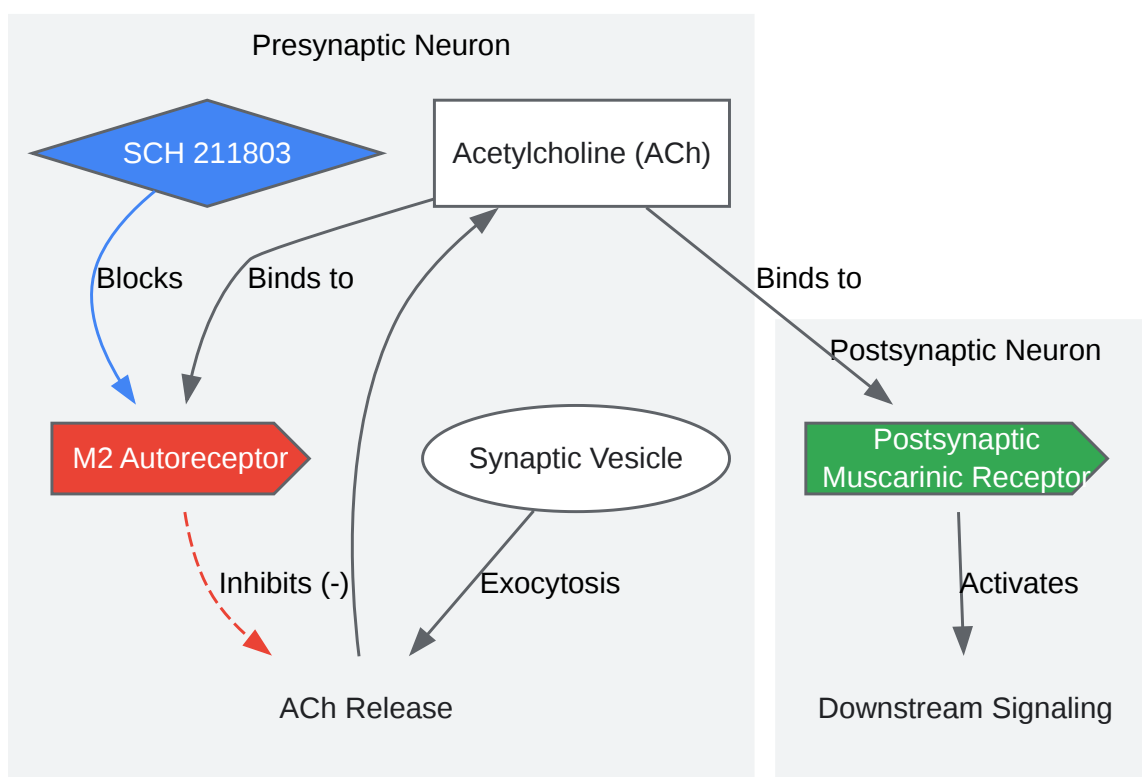 Presynaptic Neuron
SCH 211803
Acetylcholine (ACh)
Blocks
Binds to
Binds to
Postsynaptic Neuron
M2 Autoreceptor
Synaptic Vesicle
Postsynaptic
Muscarinic Receptor
Inhibits (-)
Exocytosis
Activates
ACh Release
Downstream Signaling